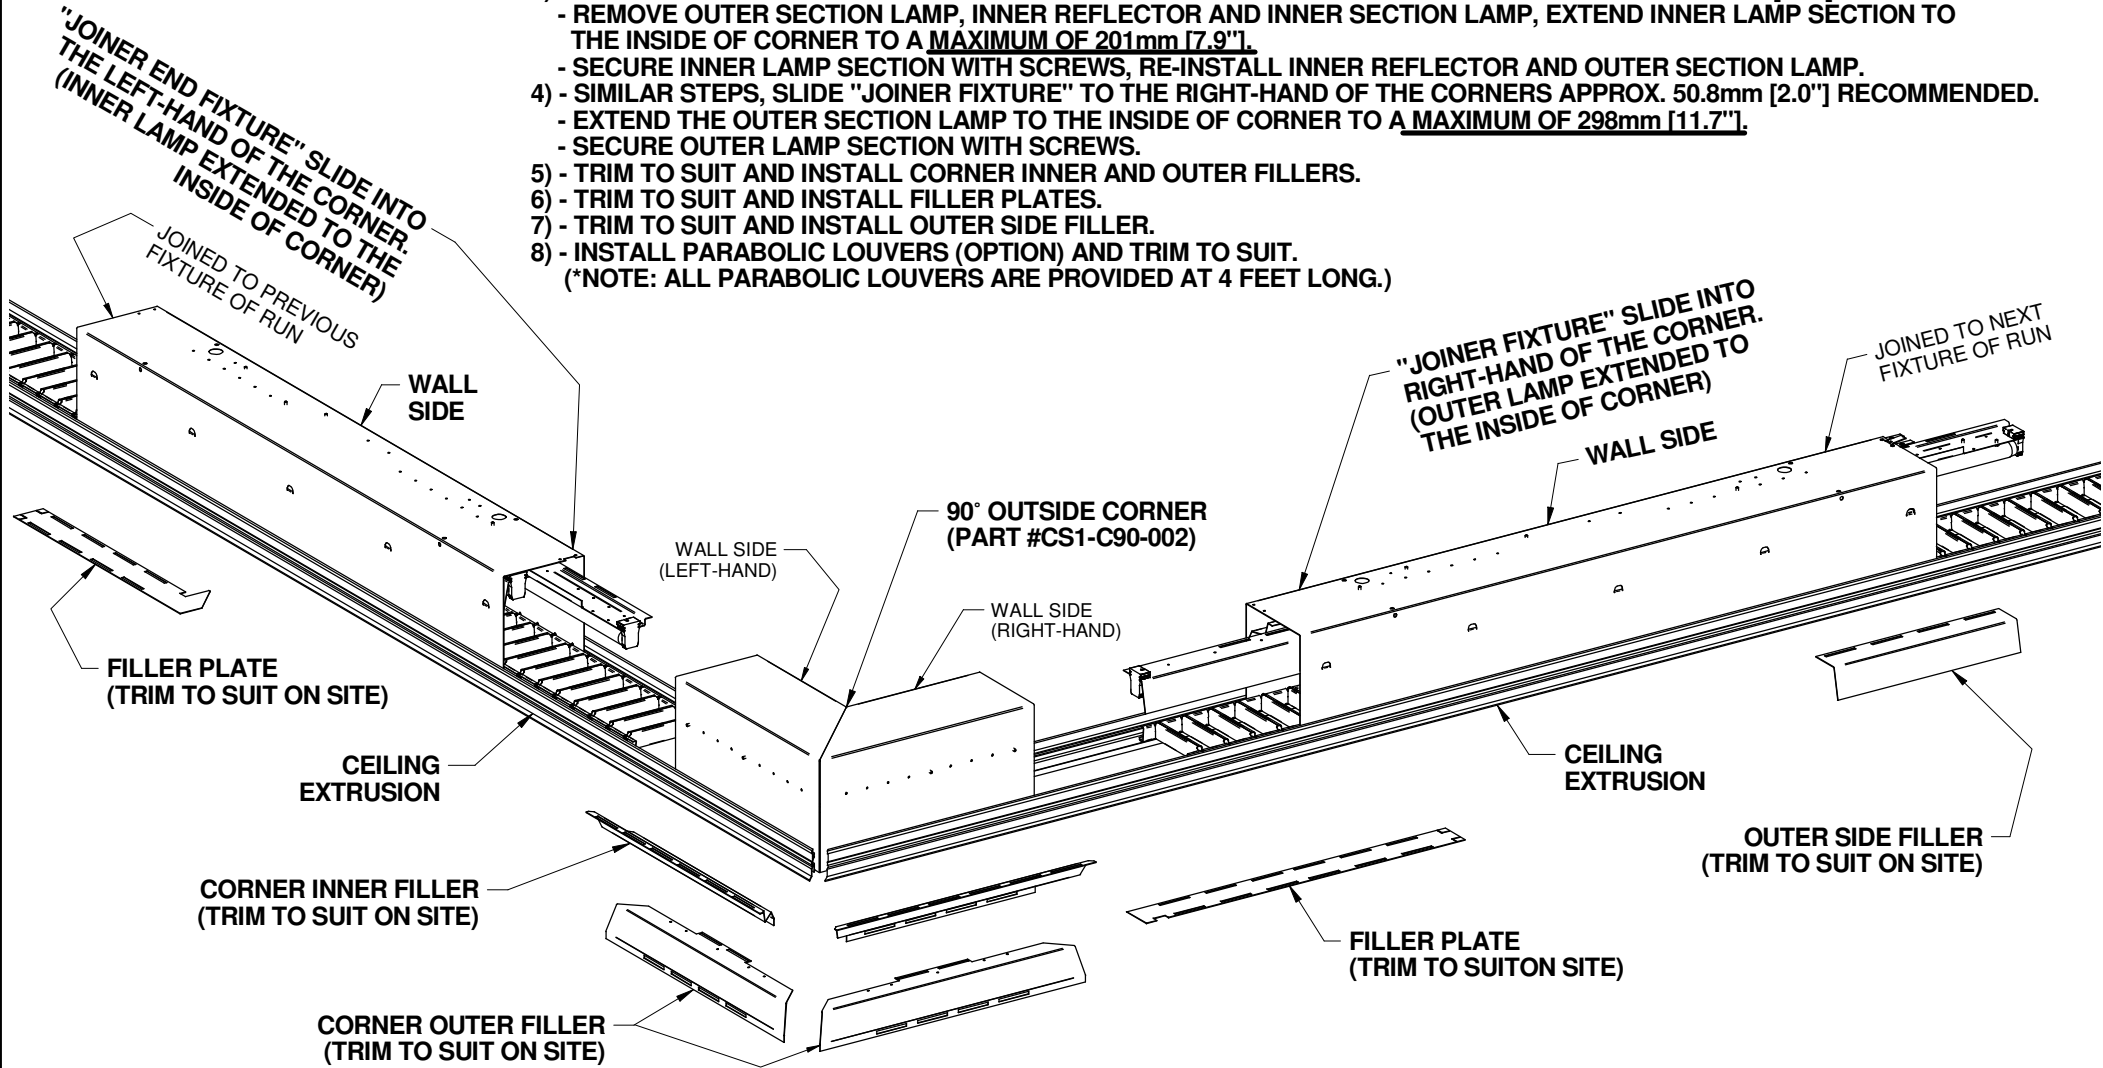 - REMOVE OUTER SECTION LAMP, INNER REFLECTOR AND INNER SECTION LAMP, EXTEND INNER LAMP SECTION TO
THE INSIDE OF CORNER TO A MAXIMUM OF 201mm [7.9"].
- SECURE INNER LAMP SECTION WITH SCREWS, RE-INSTALL INNER REFLECTOR AND OUTER SECTION LAMP.
4) - SIMILAR STEPS, SLIDE "JOINER FIXTURE" TO THE RIGHT-HAND OF THE CORNERS APPROX. 50.8mm [2.0"] RECOMMENDED.
- EXTEND THE OUTER SECTION LAMP TO THE INSIDE OF CORNER TO A MAXIMUM OF 298mm [11.7"].
- SECURE OUTER LAMP SECTION WITH SCREWS.
5) - TRIM TO SUIT AND INSTALL CORNER INNER AND OUTER FILLERS.
6) - TRIM TO SUIT AND INSTALL FILLER PLATES.
7) - TRIM TO SUIT AND INSTALL OUTER SIDE FILLER.
8) - INSTALL PARABOLIC LOUVERS (OPTION) AND TRIM TO SUIT.
(*NOTE: ALL PARABOLIC LOUVERS ARE PROVIDED AT 4 FEET LONG.)
"JOINER END FIXTURE" SLIDE INTO
THE LEFT-HAND OF THE CORNER.
(INNER LAMP EXTENDED TO THE
INSIDE OF CORNER)
JOINED TO PREVIOUS
FIXTURE OF RUN
WALL
SIDE
"JOINER FIXTURE" SLIDE INTO
RIGHT-HAND OF THE CORNER.
(OUTER LAMP EXTENDED TO
THE INSIDE OF CORNER)
JOINED TO NEXT
FIXTURE OF RUN
WALL SIDE
90° OUTSIDE CORNER
(PART #CS1-C90-002)
WALL SIDE
(LEFT-HAND)
WALL SIDE
(RIGHT-HAND)
FILLER PLATE
(TRIM TO SUIT ON SITE)
CEILING
EXTRUSION
CEILING
EXTRUSION
OUTER SIDE FILLER
(TRIM TO SUIT ON SITE)
CORNER INNER FILLER
(TRIM TO SUIT ON SITE)
FILLER PLATE
(TRIM TO SUITON SITE)
CORNER OUTER FILLER
(TRIM TO SUIT ON SITE)